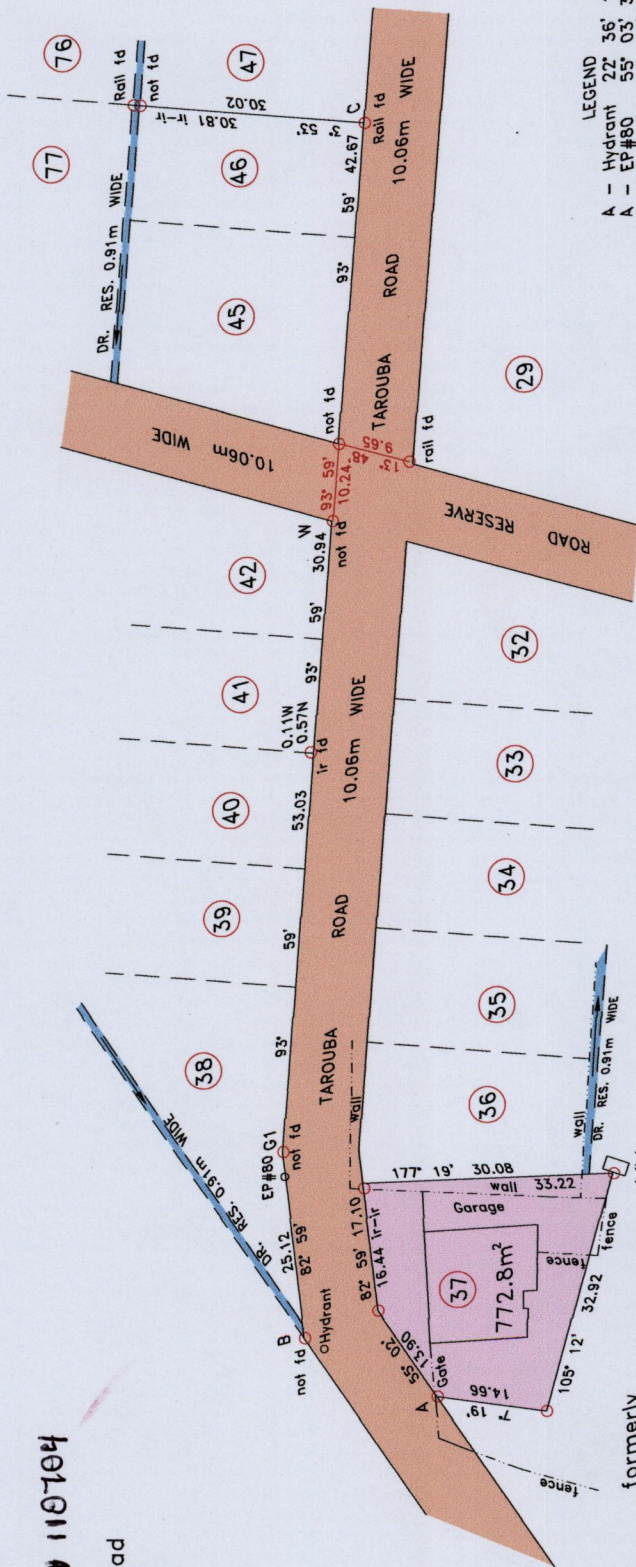 110704
ad
76
77
Rail fd
not fd
47
46
45
30.02
30.81 ir-ir
9' 53"
DR. RES. 0.91m WIDE
C
Rail fd
42.67
59'
93°
10.06m WIDE
TAROUBA ROAD
LEGEND
A - Hydrant 22° 36'
A - EP#80 55° 03'
29
not fd
rail fd
9.65
13° 48'
93° 59'
10.24
10.06m WIDE
ROAD RESERVE
W
not fd
30.94
59'
93°
42
41
40
39
38
0.11W
0.57N
ir fd
53.03
59'
93°
10.06m WIDE
TAROUBA ROAD
32
33
34
35
36
DR. RES. 0.91m WIDE
EP#80
G1
not fd
25.12
82° 59'
B
not fd
Hydrant
wall
177° 19' 30.08
wall 33.22
wall
DR. RES. 0.91m WIDE
82° 59' 17.10
16.44 ir-ir
Garage
37
772.8m²
fence
fence
55° 02'
13.90
A
Gate
14.66
7° 19'
105° 12' 32.92
fence
formerly